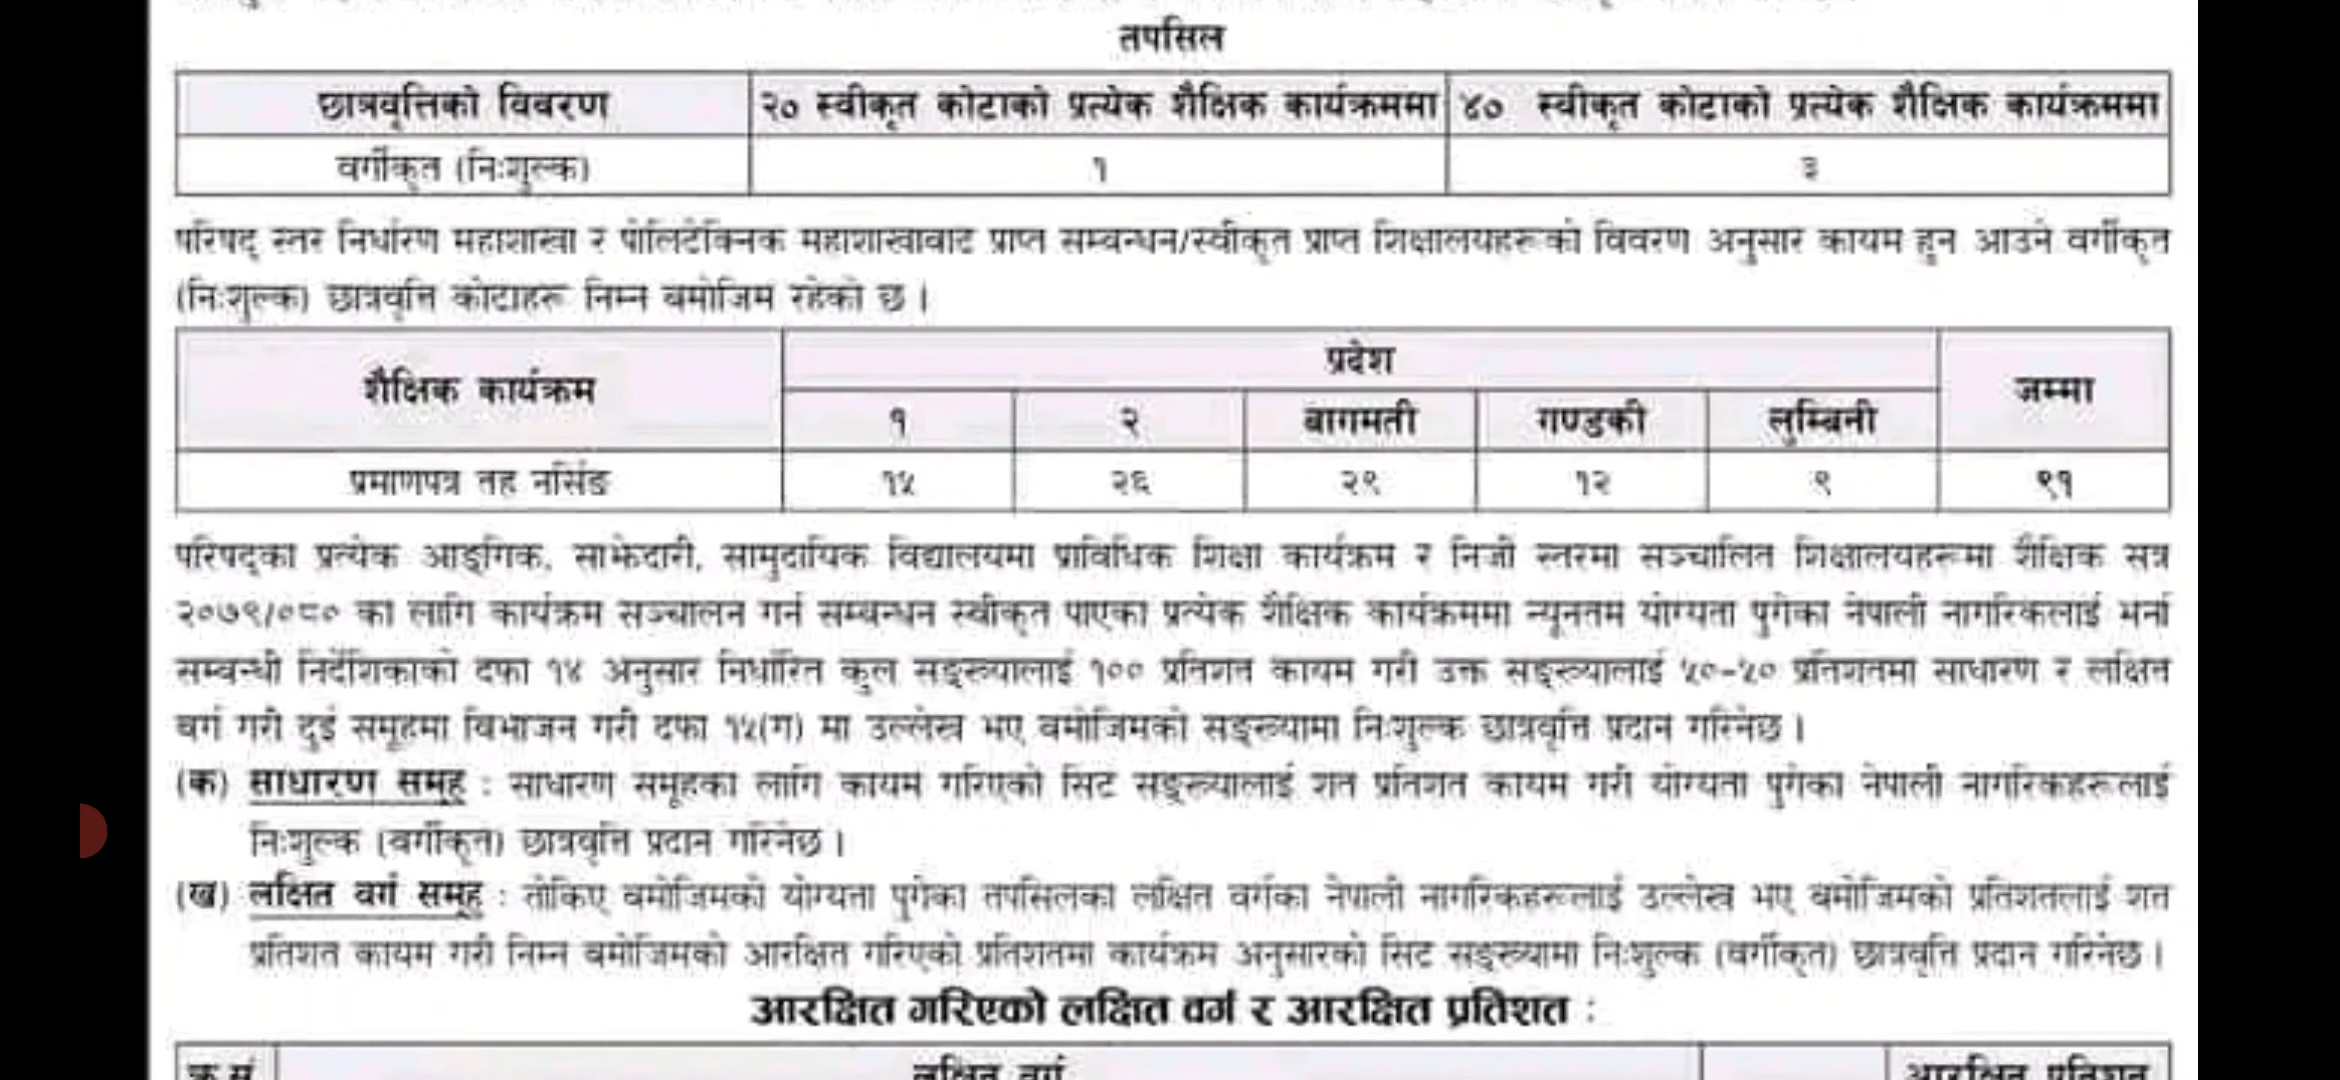 तपसिल
छात्रवृत्तिको विवरण २० स्वीकृत कोटाको प्रत्येक शैक्षिक कार्यक्रममा ४० स्वीकृत कोटाको प्रत्येक शैक्षिक कार्यक्रममा
वर्गीकृत (निःशुल्क) १ ३
परिषद् स्तर निर्धारण महाशाखा र पोलिटेक्निक महाशाखाबाट प्राप्त सम्बन्धन/स्वीकृत प्राप्त शिक्षालयहरूको विवरण अनुसार कायम हुन आउने वर्गीकृत
(निःशुल्क) छात्रवृत्ति कोटाहरू निम्न बमोजिम रहेको छ ।
शैक्षिक कार्यक्रम प्रदेश जम्मा
१ २ बागमती गण्डकी लुम्बिनी
प्रमाणपत्र तह नर्सिङ १५ २६ २९ १२ ९ ९१
परिषद्का प्रत्येक आङ्गिक, साझेदारी, सामुदायिक विद्यालयमा प्राविधिक शिक्षा कार्यक्रम र निजी स्तरमा सञ्चालित शिक्षालयहरूमा शैक्षिक सत्र
२०७९/०८० का लागि कार्यक्रम सञ्चालन गर्न सम्बन्धन स्वीकृत पाएका प्रत्येक शैक्षिक कार्यक्रममा न्यूनतम योग्यता पुगेका नेपाली नागरिकलाई भर्ना
सम्बन्धी निर्देशिकाको दफा १४ अनुसार निर्धारित कुल सङ्ख्यालाई १०० प्रतिशत कायम गरी उक्त सङ्ख्यालाई ५०-५० प्रतिशतमा साधारण र लक्षित
वर्ग गरी दुई समूहमा विभाजन गरी दफा १५(ग) मा उल्लेख भए बमोजिमको सङ्ख्यामा निःशुल्क छात्रवृत्ति प्रदान गरिनेछ ।
(क) साधारण समूह : साधारण समूहका लागि कायम गरिएको सिट सङ्ख्यालाई शत प्रतिशत कायम गरी योग्यता पुगेका नेपाली नागरिकहरूलाई
निःशुल्क (वर्गीकृत) छात्रवृत्ति प्रदान गरिनेछ ।
(ख) लक्षित वर्ग समूह : तोकिए बमोजिमको योग्यता पुगेका तपसिलका लक्षित वर्गका नेपाली नागरिकहरूलाई उल्लेख भए बमोजिमको प्रतिशतलाई शत
प्रतिशत कायम गरी निम्न बमोजिमको आरक्षित गरिएको प्रतिशतमा कार्यक्रम अनुसारको सिट सङ्ख्यामा निःशुल्क (वर्गीकृत) छात्रवृत्ति प्रदान गरिनेछ ।
आरक्षित गरिएको लक्षित वर्ग र आरक्षित प्रतिशत :
क्र.सं. लक्षित वर्ग आरक्षित प्रतिशत